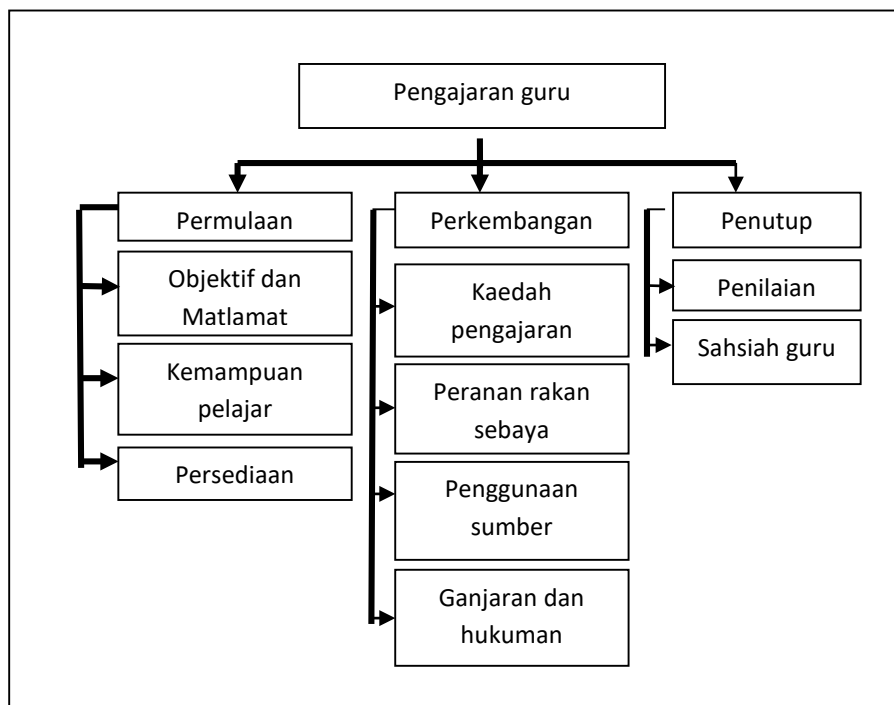 Pengajaran guru
Permulaan
Objektif dan
Matlamat
Kemampuan
pelajar
Persediaan
Perkembangan
Kaedah
pengajaran
Peranan rakan
sebaya
Penggunaan
sumber
Ganjaran dan
hukuman
Penutup
Penilaian
Sahsiah guru